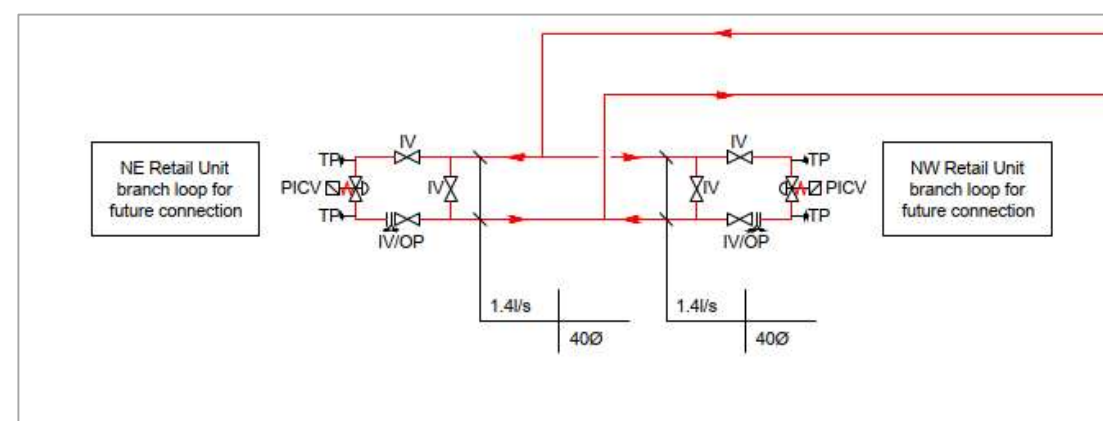 NE Retail Unit
branch loop for
future connection
IV
TP
PICV
IV
TP
IV/OP
IV
TP
IV
PICV
TP
IV/OP
NW Retail Unit
branch loop for
future connection
1.4l/s
40Ø
1.4l/s
40Ø